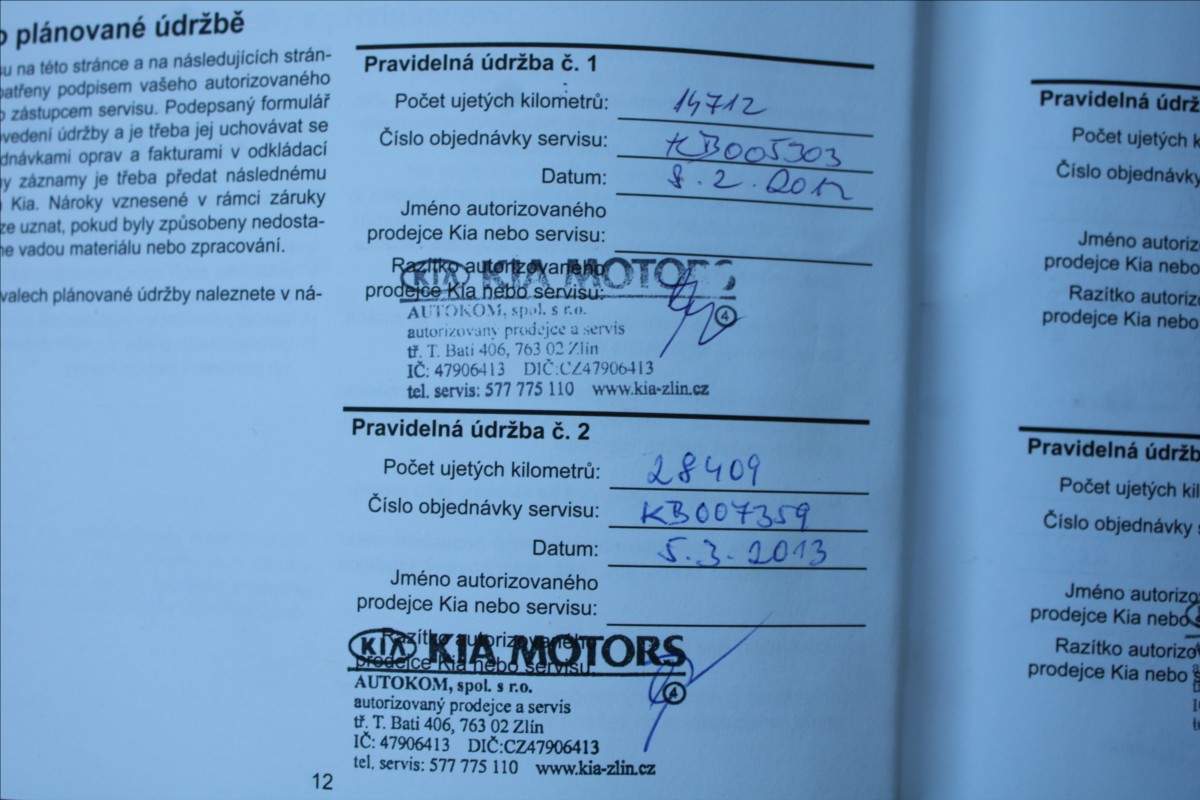 o plánované údržbě
su na této stránce a na následujících strán-
patřeny podpisem vašeho autorizovaného
o zástupcem servisu. Podepsaný formulář
vedení údržby a je třeba jej uchovávat se
dnávkami oprav a fakturami v odkládací
y záznamy je třeba předat následnému
Kia. Nároky vznesené v rámci záruky
ze uznat, pokud byly způsobeny nedosta-
ne vadou materiálu nebo zpracování.
valech plánované údržby naleznete v ná-
Pravidelná údržba č. 1
Počet ujetých kilometrů: 14712
Číslo objednávky servisu: KB005303
Datum: 8.2.2012
Jméno autorizovaného
prodejce Kia nebo servisu:
Razítko autorizovaného
prodejce Kia nebo servisu:
KIA KIA MOTORS
AUTOKOM, spol. s r.o.
4
autorizovaný prodejce a servis
tř. T. Bati 406, 763 02 Zlín
IČ: 47906413 DIČ:CZ47906413
tel. servis: 577 775 110 www.kia-zlin.cz
Pravidelná údržba č. 2
Počet ujetých kilometrů: 28409
Číslo objednávky servisu: KB007359
Datum: 5.3.2013
Jméno autorizovaného
prodejce Kia nebo servisu:
Razítko autorizovaného
prodejce Kia nebo servisu:
KIA KIA MOTORS
AUTOKOM, spol. s r.o.
4
autorizovaný prodejce a servis
tř. T. Bati 406, 763 02 Zlín
IČ: 47906413 DIČ:CZ47906413
tel. servis: 577 775 110 www.kia-zlin.cz
12
Pravidelná údrž
Počet ujetých k
Číslo objednávky
Jméno autoriz
prodejce Kia nebo
Razítko autoriz
prodejce Kia nebo
Pravidelná údržb
Počet ujetých kil
Číslo objednávky s
Jméno autorizo
prodejce Kia nebo
Razítko autorizo
prodejce Kia nebo s